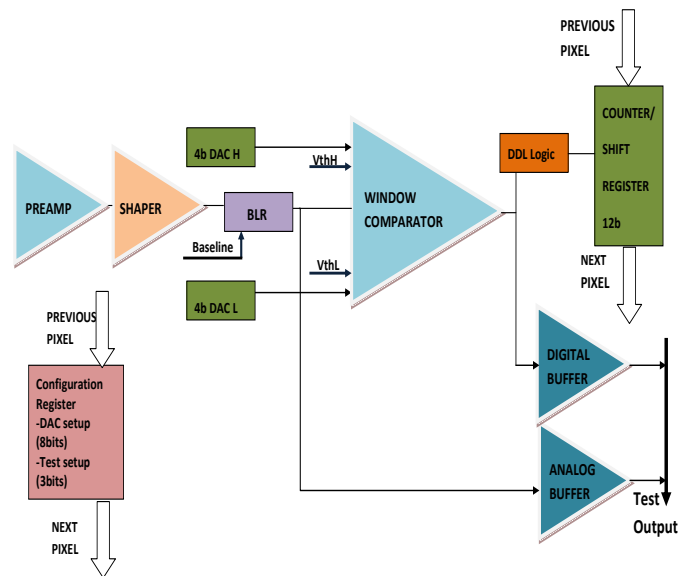 PREVIOUS
PIXEL
COUNTER/
SHIFT
REGISTER
12b
4b DAC H
VthH
DDL Logic
PREAMP
SHAPER
BLR
WINDOW
COMPARATOR
Baseline
VthL
4b DAC L
NEXT
PIXEL
PREVIOUS
PIXEL
Configuration
Register
-DAC setup
(8bits)
-Test setup
(3bits)
NEXT
PIXEL
DIGITAL
BUFFER
ANALOG
BUFFER
Test
Output